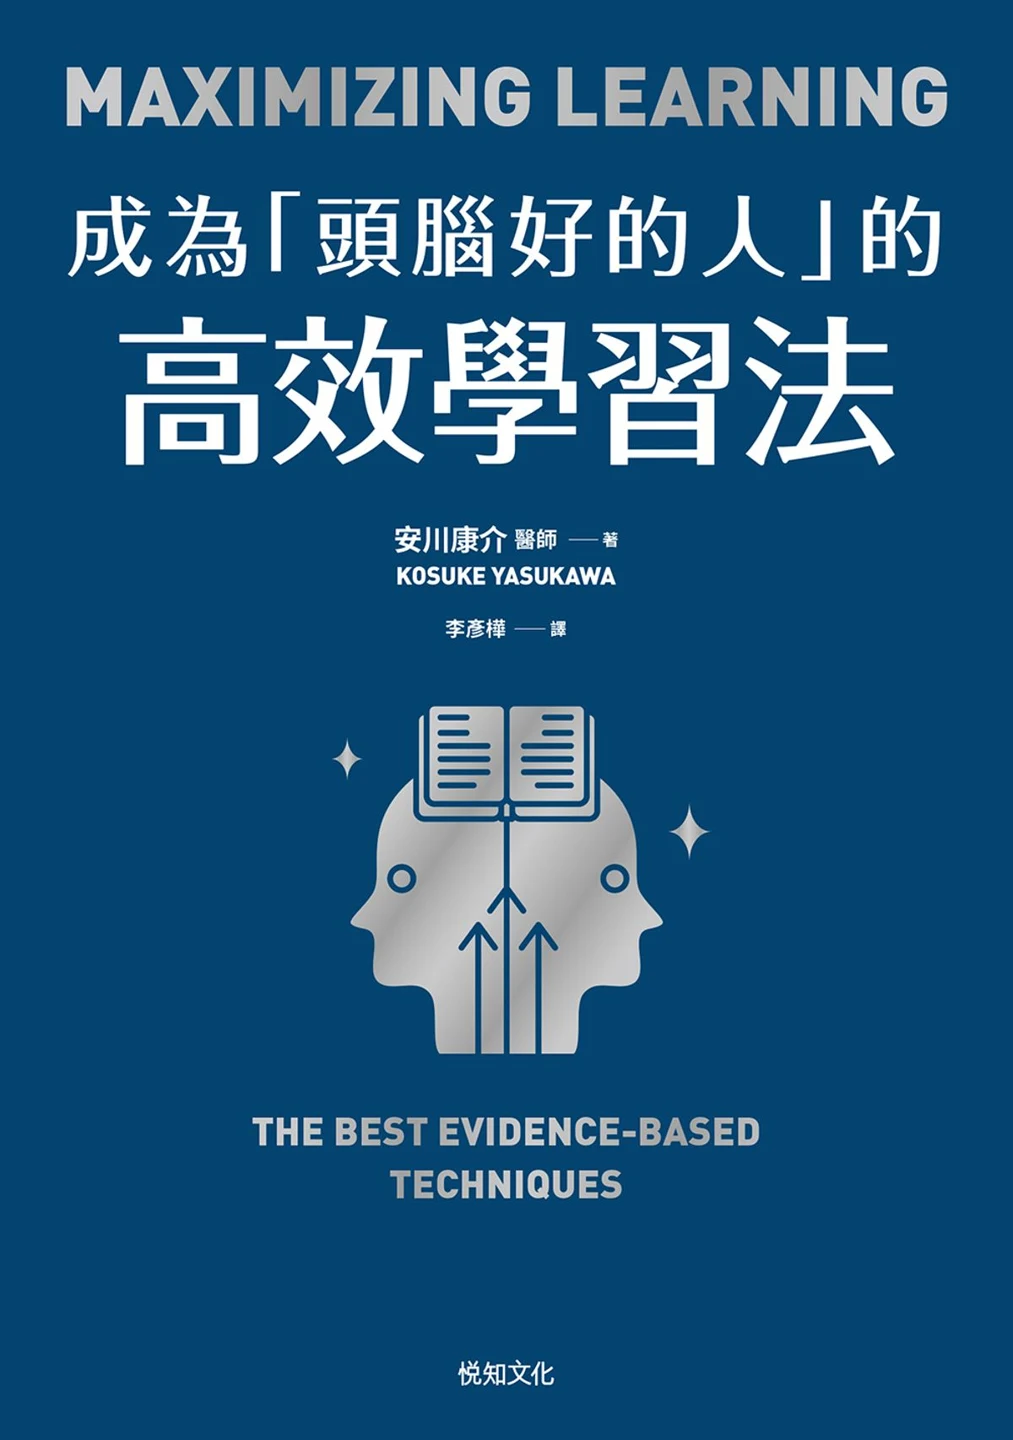 MAXIMIZING LEARNING
成為「頭腦好的人」的
高效學習法
安川康介 醫師 — 著
KOSUKE YASUKAWA
李彥樺 — 譯
THE BEST EVIDENCE-BASED
TECHNIQUES
悦知文化